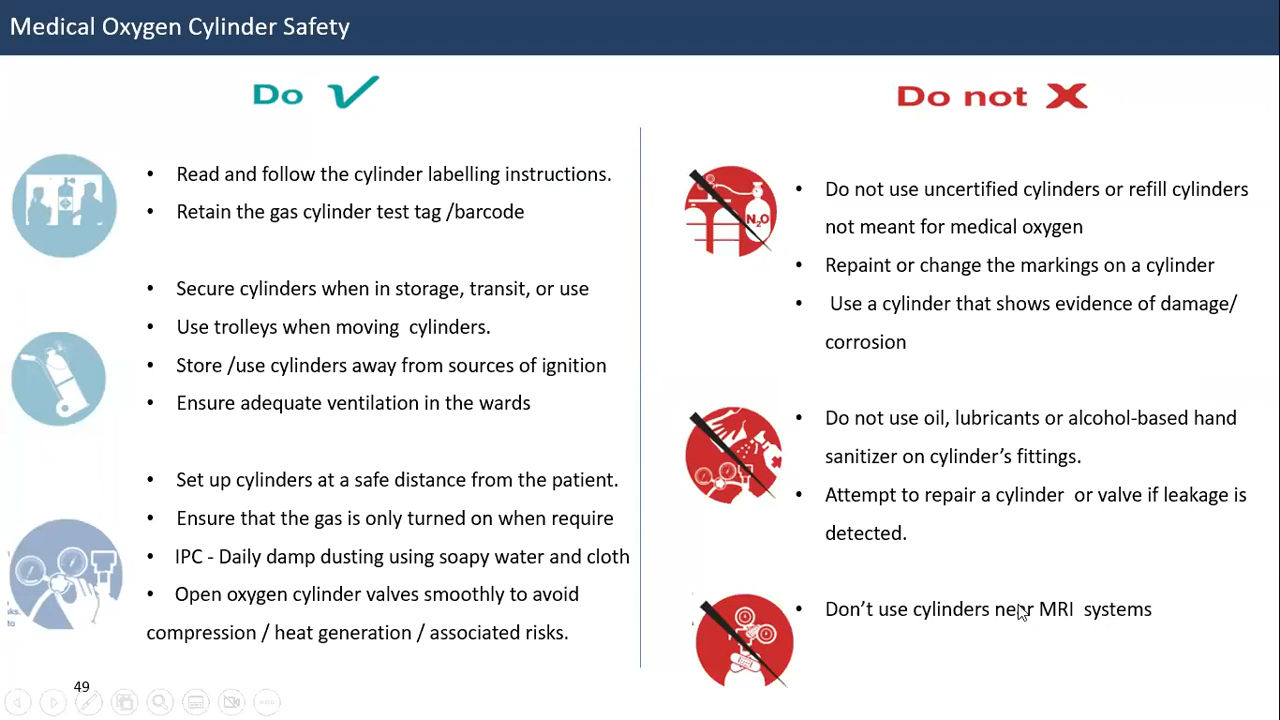 Medical Oxygen Cylinder Safety
Do
• Read and follow the cylinder labelling instructions.
• Retain the gas cylinder test tag /barcode
• Secure cylinders when in storage, transit, or use
• Use trolleys when moving cylinders.
• Store /use cylinders away from sources of ignition
• Ensure adequate ventilation in the wards
• Set up cylinders at a safe distance from the patient.
• Ensure that the gas is only turned on when require
• IPC - Daily damp dusting using soapy water and cloth
• Open oxygen cylinder valves smoothly to avoid
compression / heat generation / associated risks.
Do not
N₂O
• Do not use uncertified cylinders or refill cylinders
not meant for medical oxygen
• Repaint or change the markings on a cylinder
• Use a cylinder that shows evidence of damage/
corrosion
• Do not use oil, lubricants or alcohol-based hand
sanitizer on cylinder’s fittings.
• Attempt to repair a cylinder or valve if leakage is
detected.
• Don’t use cylinders near MRI systems
to
49